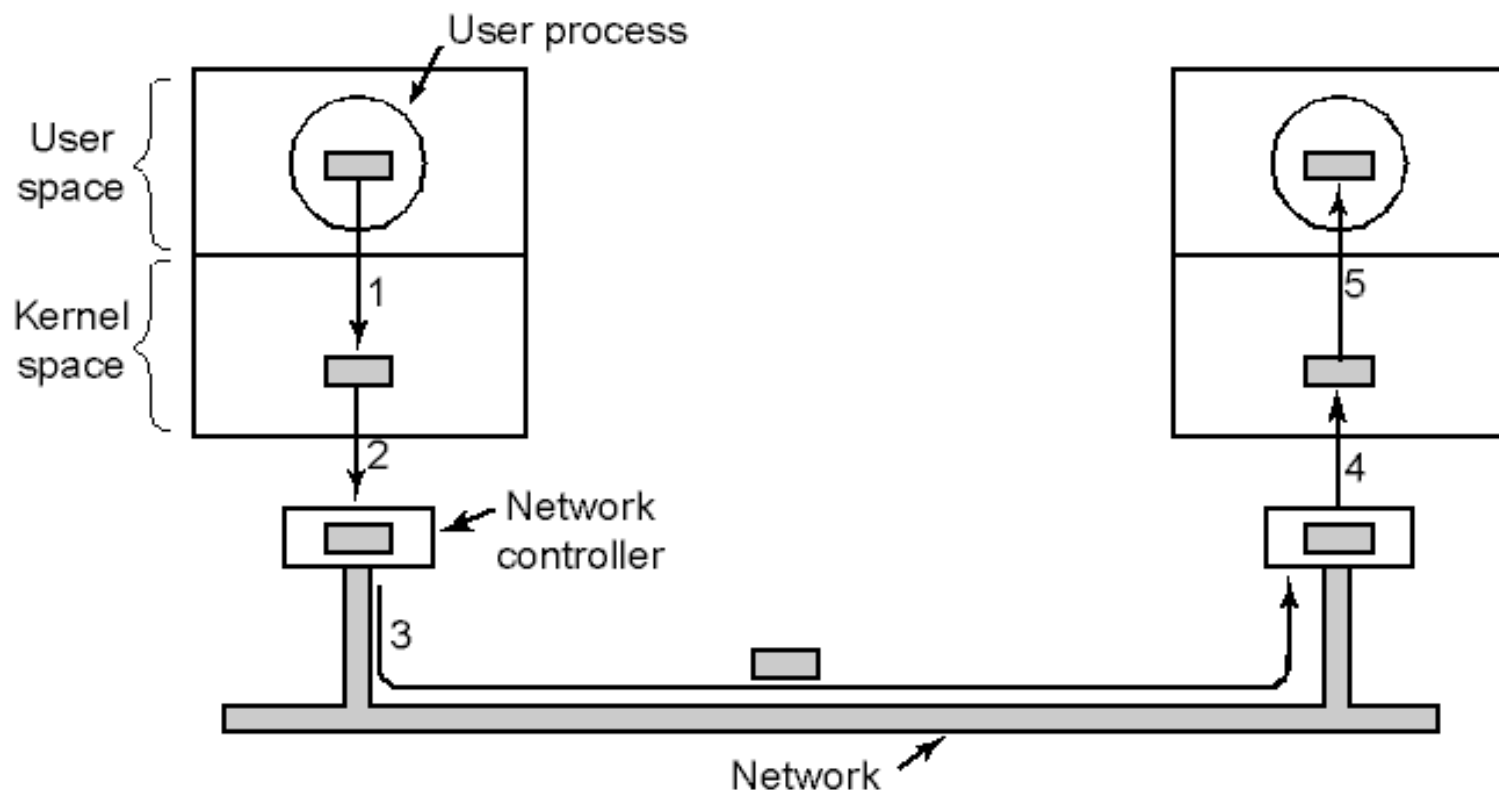 User process
User
space
1
5
Kernel
space
2
4
Network
controller
3
Network